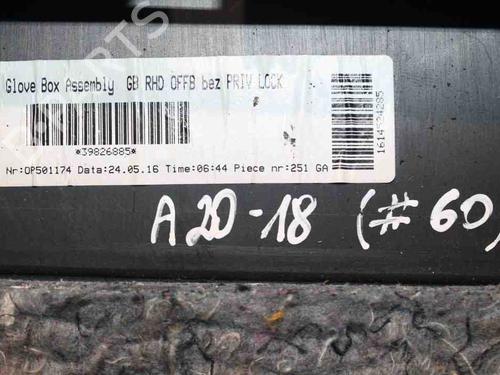 Glove Box Assembly GB RHD OFFB bez PRIV LOCK
*39826885*
Nr:OP501174 Data:24.05.16 Time:06:44 Piece nr:251 GA
A 20-18 (#60)